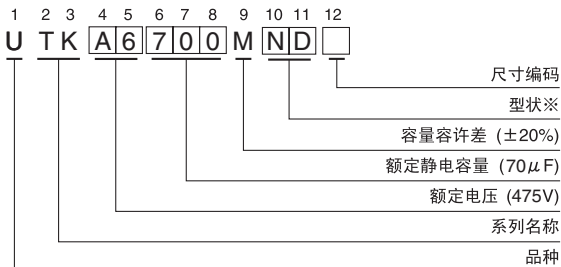 1 2 3 4 5 6 7 8 9 10 11 12
U T K A 6 7 0 0 M N D
尺寸编码
型状※
容量容许差 (±20%)
额定静电容量 (70μF)
额定电压 (475V)
系列名称
品种